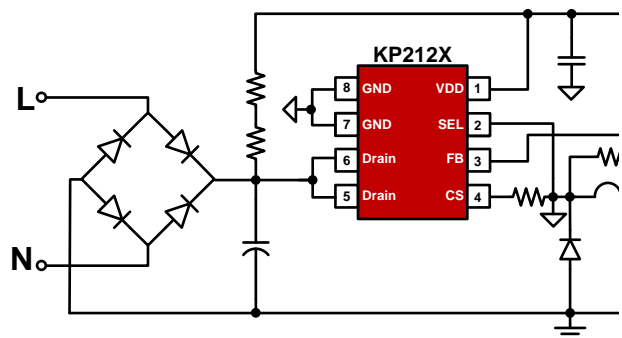 KP212X
L
N
8 GND VDD 1
7 GND SEL 2
6 Drain FB 3
5 Drain CS 4